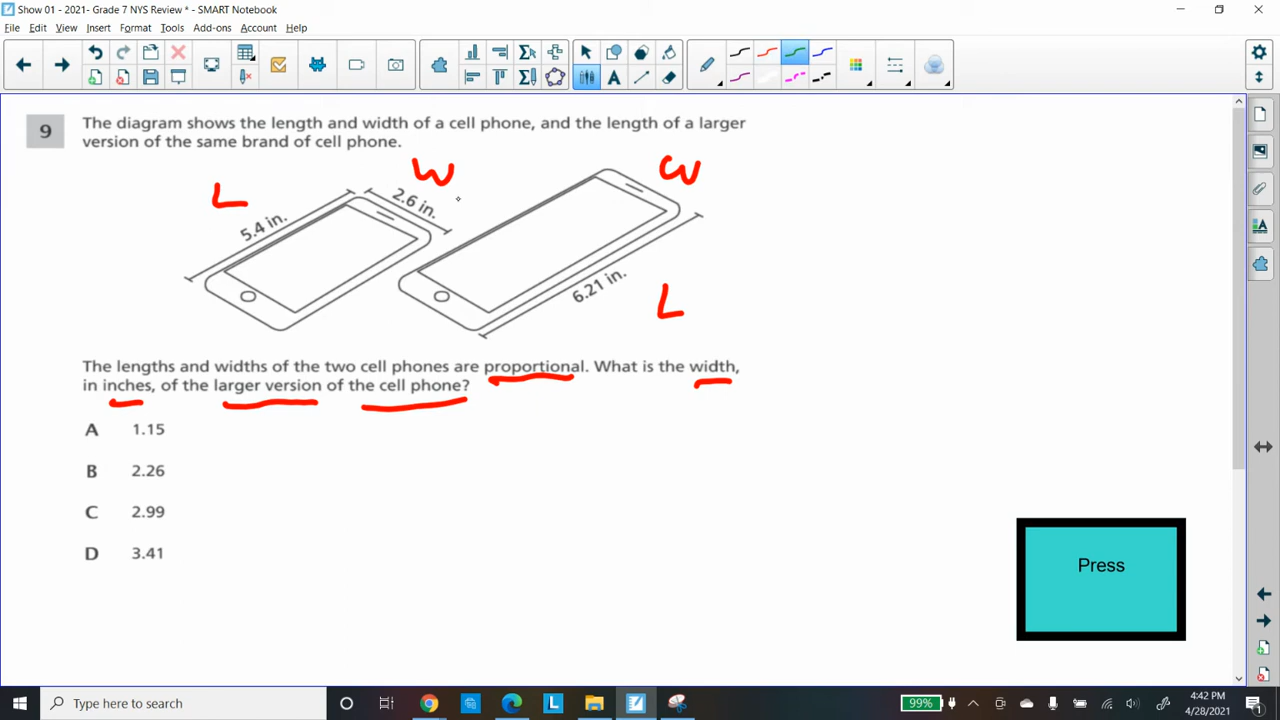 Show 01 - 2021- Grade 7 NYS Review * - SMART Notebook
File Edit View Insert Format Tools Add-ons Account Help
9
The diagram shows the length and width of a cell phone, and the length of a larger
version of the same brand of cell phone.
L
W
W
5.4 in.
2.6 in.
6.21 in.
L
The lengths and widths of the two cell phones are proportional. What is the width,
in inches, of the larger version of the cell phone?
A 1.15
B 2.26
C 2.99
D 3.41
Press
Type here to search
99%
4:42 PM
4/28/2021